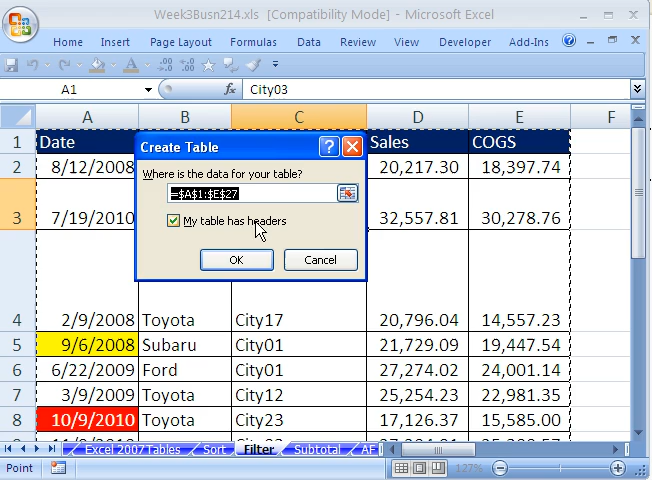 Week3Busn214.xls [Compatibility Mode] - Microsoft Excel
Home Insert Page Layout Formulas Data Review View Developer Add-Ins
A1 fx City03
A B C D E F
1 Date Sales COGS
2 8/12/2008 20,217.30 18,397.74
3 7/19/2010 32,557.81 30,278.76
Create Table
Where is the data for your table?
=$A$1:$E$27
My table has headers
OK Cancel
4 2/9/2008 Toyota City17 20,796.04 14,557.23
5 9/6/2008 Subaru City01 21,729.09 19,447.54
6 6/22/2009 Ford City01 27,274.02 24,001.14
7 3/9/2009 Toyota City12 25,254.23 22,981.35
8 10/9/2010 Toyota City23 17,126.37 15,585.00
Excel 2007Tables Sort Filter Subtotal AF
Point 127%